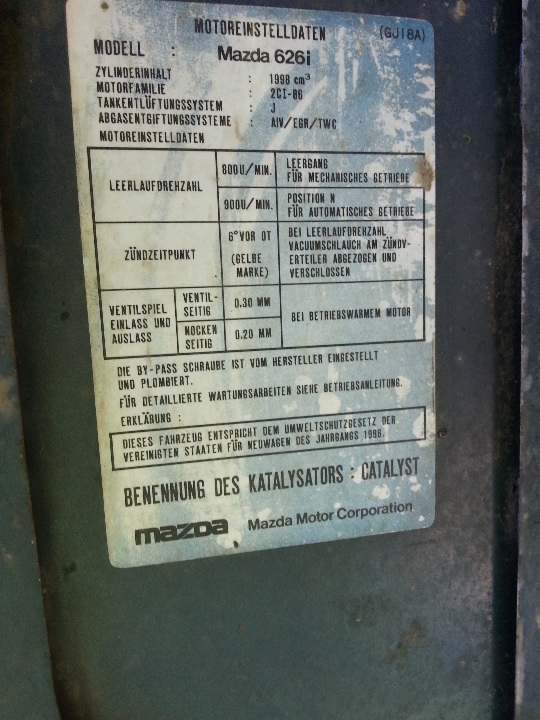 MOTOREINSTELLDATEN (GJ18A)
MODELL : Mazda 626i
ZYLINDERINHALT : 1998 cm³
MOTORFAMILIE : 2CI-86
TANKENTLÜFTUNGSSYSTEM : J
ABGASENTGIFTUNGSSYSTEME : AIV/EGR/TWC
MOTOREINSTELLDATEN
LEERLAUFDREHZAHL
800U/MIN.
LEERGANG
FÜR MECHANISCHES GETRIEBE
900U/MIN.
POSITION N
FÜR AUTOMATISCHES GETRIEBE
ZÜNDZEITPUNKT
6° VOR OT
(GELBE
MARKE)
BEI LEERLAUFDREHZAHL
VACUUMSCHLAUCH AM ZÜNDV-
ERTEILER ABGEZOGEN UND
VERSCHLOSSEN
VENTILSPIEL
EINLASS UND
AUSLASS
VENTIL-
SEITIG
0.30 MM
NOCKEN
SEITIG
0.20 MM
BEI BETRIEBSWARMEM MOTOR
DIE BY-PASS SCHRAUBE IST VOM HERSTELLER EINGESTELLT
UND PLOMBIERT.
FÜR DETAILLIERTE WARTUNGSARBEITEN SIEHE BETRIEBSANLEITUNG.
ERKLÄRUNG :
DIESES FAHRZEUG ENTSPRICHT DEM UMWELTSCHUTZGESETZ DER
VEREINIGTEN STAATEN FÜR NEUWAGEN DES JAHRGANGS 1986.
BENENNUNG DES KATALYSATORS : CATALYST
mazda Mazda Motor Corporation